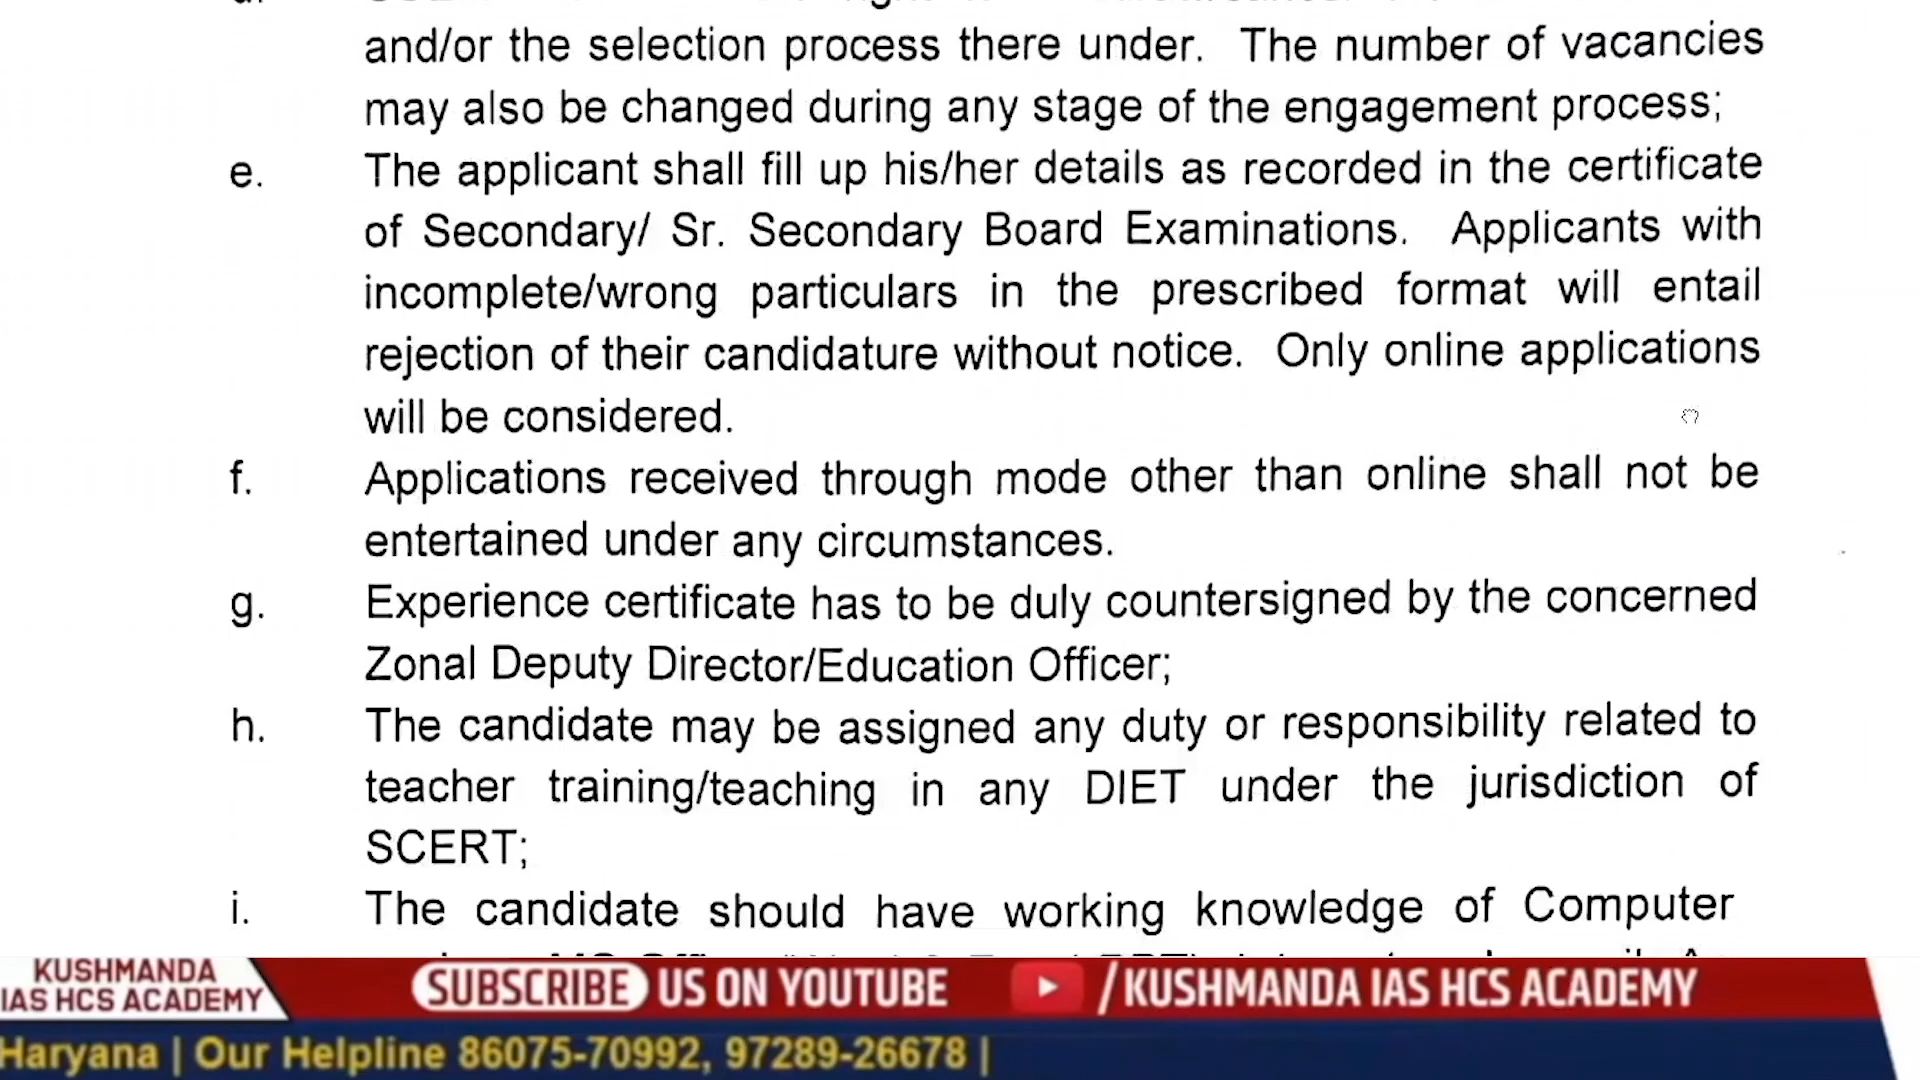 and/or the selection process there under. The number of vacancies
may also be changed during any stage of the engagement process;
e. The applicant shall fill up his/her details as recorded in the certificate
of Secondary/ Sr. Secondary Board Examinations. Applicants with
incomplete/wrong particulars in the prescribed format will entail
rejection of their candidature without notice. Only online applications
will be considered.
f. Applications received through mode other than online shall not be
entertained under any circumstances.
g. Experience certificate has to be duly countersigned by the concerned
Zonal Deputy Director/Education Officer;
h. The candidate may be assigned any duty or responsibility related to
teacher training/teaching in any DIET under the jurisdiction of
SCERT;
i. The candidate should have working knowledge of Computer
KUSHMANDA
IAS HCS ACADEMY
SUBSCRIBE US ON YOUTUBE /KUSHMANDA IAS HCS ACADEMY
Haryana | Our Helpline 86075-70992, 97289-26678 |